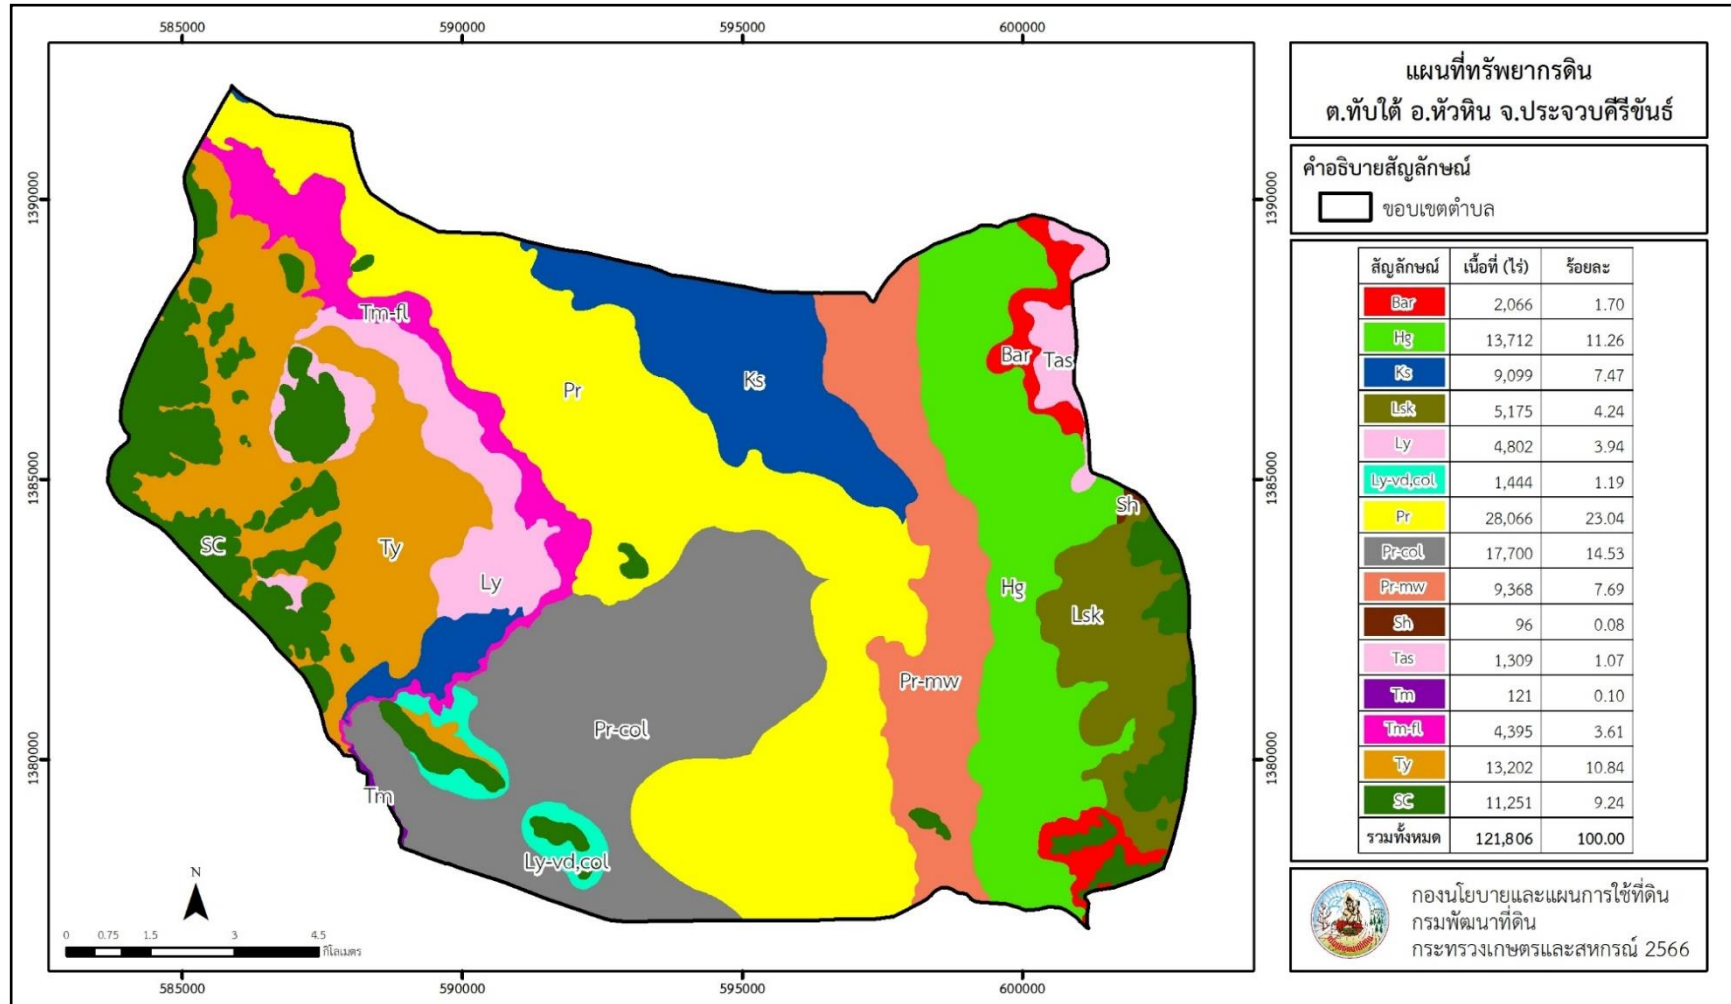 585000 590000 595000 600000
1390000
1385000
1380000
1390000
1385000
1380000
Tm-fl
Pr
Ks
Bar
Tas
Sh
SC
Ty
Ly
Hg
Lsk
Pr-mw
Pr-col
Tm
Ly-vd,col
N
0 0.75 1.5 3 4.5
กิโลเมตร
585000 590000 595000 600000
แผนที่ทรัพยากรดิน
ต.ทับใต้ อ.หัวหิน จ.ประจวบคีรีขันธ์
คำอธิบายสัญลักษณ์
ขอบเขตตำบล
สัญลักษณ์ เนื้อที่ (ไร่) ร้อยละ
Bar 2,066 1.70
Hg 13,712 11.26
Ks 9,099 7.47
Lsk 5,175 4.24
Ly 4,802 3.94
Ly-vd,col 1,444 1.19
Pr 28,066 23.04
Pr-col 17,700 14.53
Pr-mw 9,368 7.69
Sh 96 0.08
Tas 1,309 1.07
Tm 121 0.10
Tm-fl 4,395 3.61
Ty 13,202 10.84
SC 11,251 9.24
รวมทั้งหมด 121,806 100.00
กองนโยบายและแผนการใช้ที่ดิน
กรมพัฒนาที่ดิน
กระทรวงเกษตรและสหกรณ์ 2566